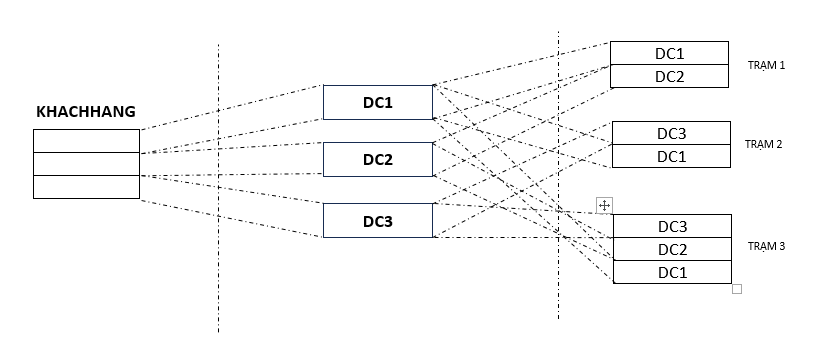 KHACHHANG
DC1
DC2
DC3
DC1
DC2
TRẠM 1
DC3
DC1
TRẠM 2
DC3
DC2
DC1
TRẠM 3